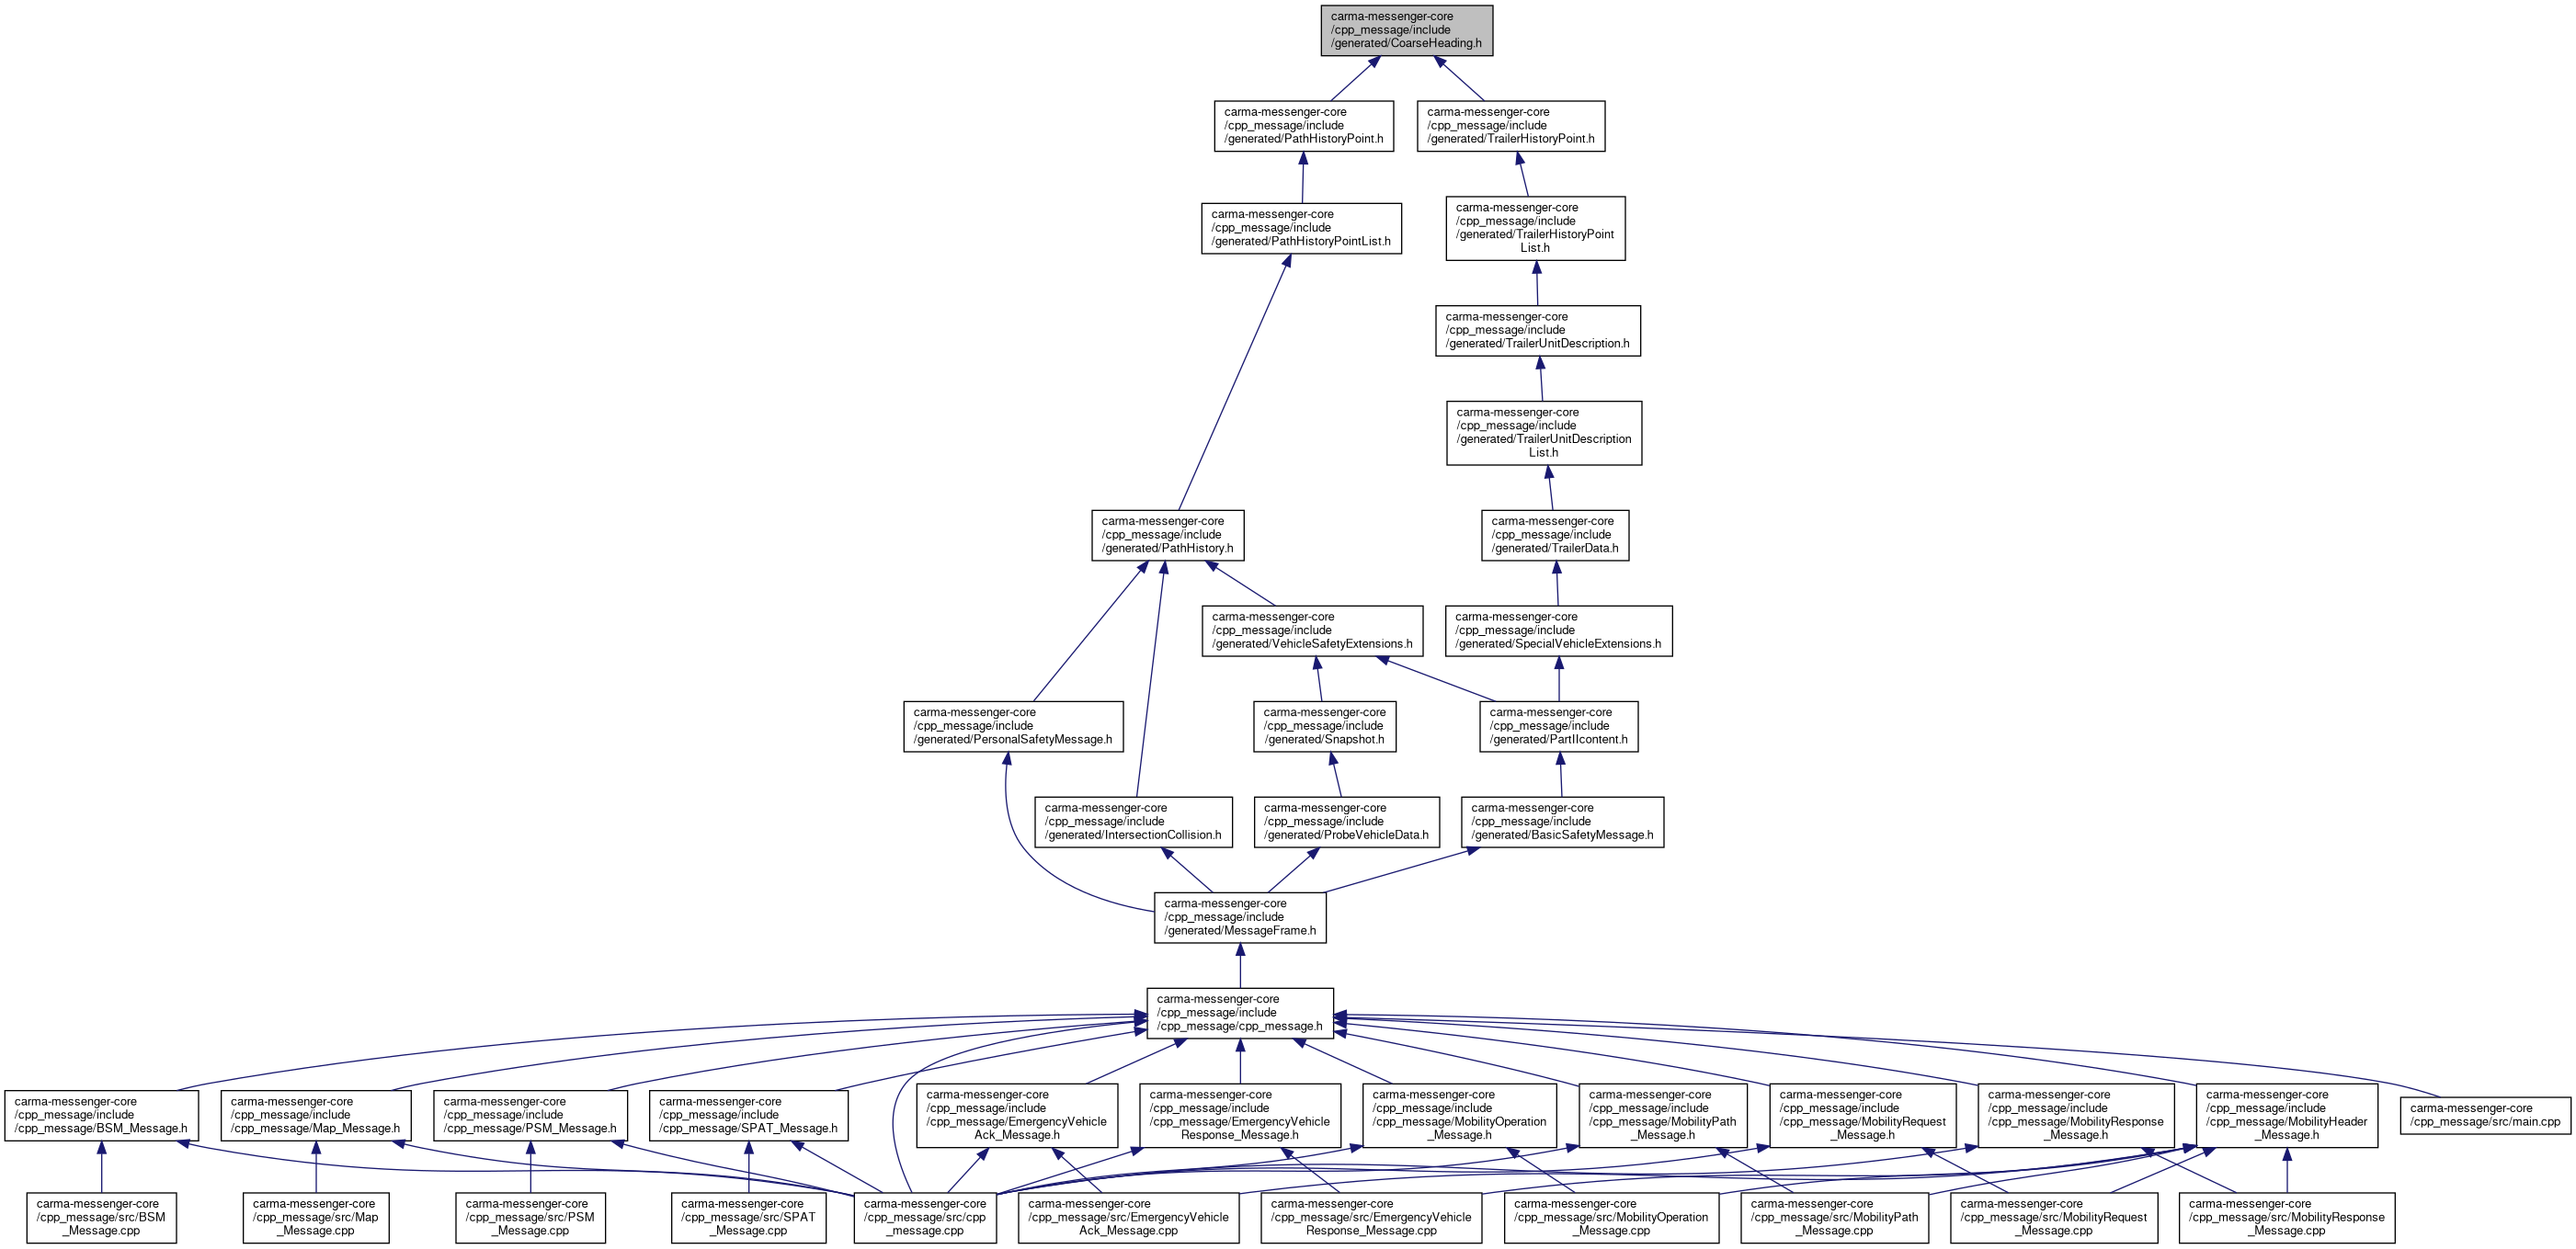 carma-messenger-core
/cpp_message/include
/generated/CoarseHeading.h
carma-messenger-core
/cpp_message/include
/generated/PathHistoryPoint.h
carma-messenger-core
/cpp_message/include
/generated/TrailerHistoryPoint.h
carma-messenger-core
/cpp_message/include
/generated/PathHistoryPointList.h
carma-messenger-core
/cpp_message/include
/generated/TrailerHistoryPoint
List.h
carma-messenger-core
/cpp_message/include
/generated/TrailerUnitDescription.h
carma-messenger-core
/cpp_message/include
/generated/TrailerUnitDescription
List.h
carma-messenger-core
/cpp_message/include
/generated/PathHistory.h
carma-messenger-core
/cpp_message/include
/generated/TrailerData.h
carma-messenger-core
/cpp_message/include
/generated/VehicleSafetyExtensions.h
carma-messenger-core
/cpp_message/include
/generated/SpecialVehicleExtensions.h
carma-messenger-core
/cpp_message/include
/generated/PersonalSafetyMessage.h
carma-messenger-core
/cpp_message/include
/generated/Snapshot.h
carma-messenger-core
/cpp_message/include
/generated/PartIIcontent.h
carma-messenger-core
/cpp_message/include
/generated/IntersectionCollision.h
carma-messenger-core
/cpp_message/include
/generated/ProbeVehicleData.h
carma-messenger-core
/cpp_message/include
/generated/BasicSafetyMessage.h
carma-messenger-core
/cpp_message/include
/generated/MessageFrame.h
carma-messenger-core
/cpp_message/include
/cpp_message/cpp_message.h
carma-messenger-core
/cpp_message/include
/cpp_message/BSM_Message.h
carma-messenger-core
/cpp_message/include
/cpp_message/Map_Message.h
carma-messenger-core
/cpp_message/include
/cpp_message/PSM_Message.h
carma-messenger-core
/cpp_message/include
/cpp_message/SPAT_Message.h
carma-messenger-core
/cpp_message/include
/cpp_message/EmergencyVehicle
Ack_Message.h
carma-messenger-core
/cpp_message/include
/cpp_message/EmergencyVehicle
Response_Message.h
carma-messenger-core
/cpp_message/include
/cpp_message/MobilityOperation
_Message.h
carma-messenger-core
/cpp_message/include
/cpp_message/MobilityPath
_Message.h
carma-messenger-core
/cpp_message/include
/cpp_message/MobilityRequest
_Message.h
carma-messenger-core
/cpp_message/include
/cpp_message/MobilityResponse
_Message.h
carma-messenger-core
/cpp_message/include
/cpp_message/MobilityHeader
_Message.h
carma-messenger-core
/cpp_message/src/main.cpp
carma-messenger-core
/cpp_message/src/BSM
_Message.cpp
carma-messenger-core
/cpp_message/src/Map
_Message.cpp
carma-messenger-core
/cpp_message/src/PSM
_Message.cpp
carma-messenger-core
/cpp_message/src/SPAT
_Message.cpp
carma-messenger-core
/cpp_message/src/cpp
_message.cpp
carma-messenger-core
/cpp_message/src/EmergencyVehicle
Ack_Message.cpp
carma-messenger-core
/cpp_message/src/EmergencyVehicle
Response_Message.cpp
carma-messenger-core
/cpp_message/src/MobilityOperation
_Message.cpp
carma-messenger-core
/cpp_message/src/MobilityPath
_Message.cpp
carma-messenger-core
/cpp_message/src/MobilityRequest
_Message.cpp
carma-messenger-core
/cpp_message/src/MobilityResponse
_Message.cpp